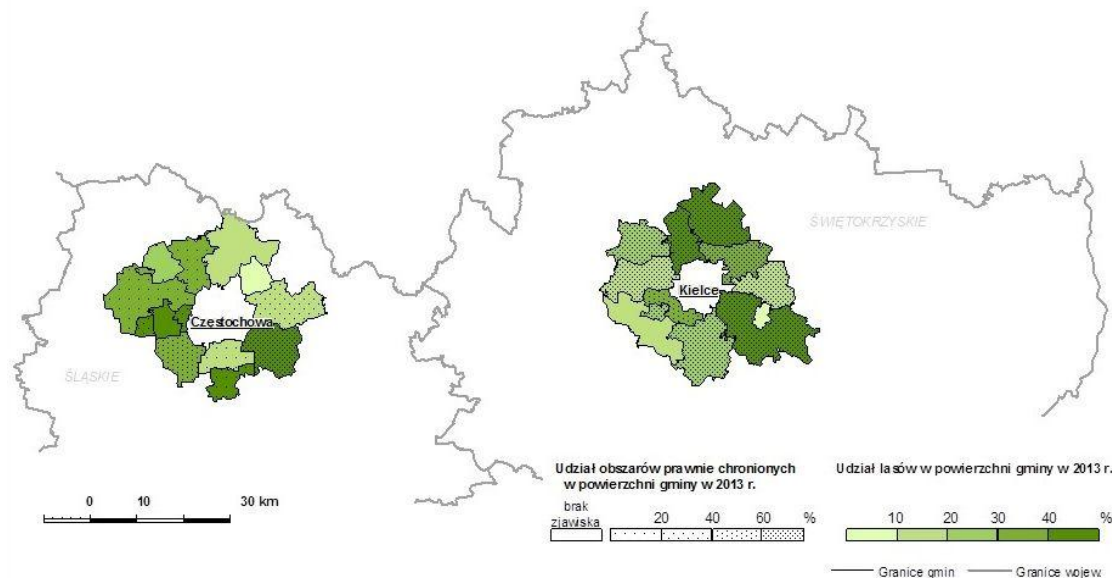 ŚWIĘTOKRZYSKIE
Kielce
Częstochowa
ŚLĄSKIE
Udział obszarów prawnie chronionych
w powierzchni gminy w 2013 r.
Udział lasów w powierzchni gminy w 2013 r.
brak
zjawiska
20 40 60 %
10 20 30 40 %
0 10 30 km
Granice gmin
Granice wojew.